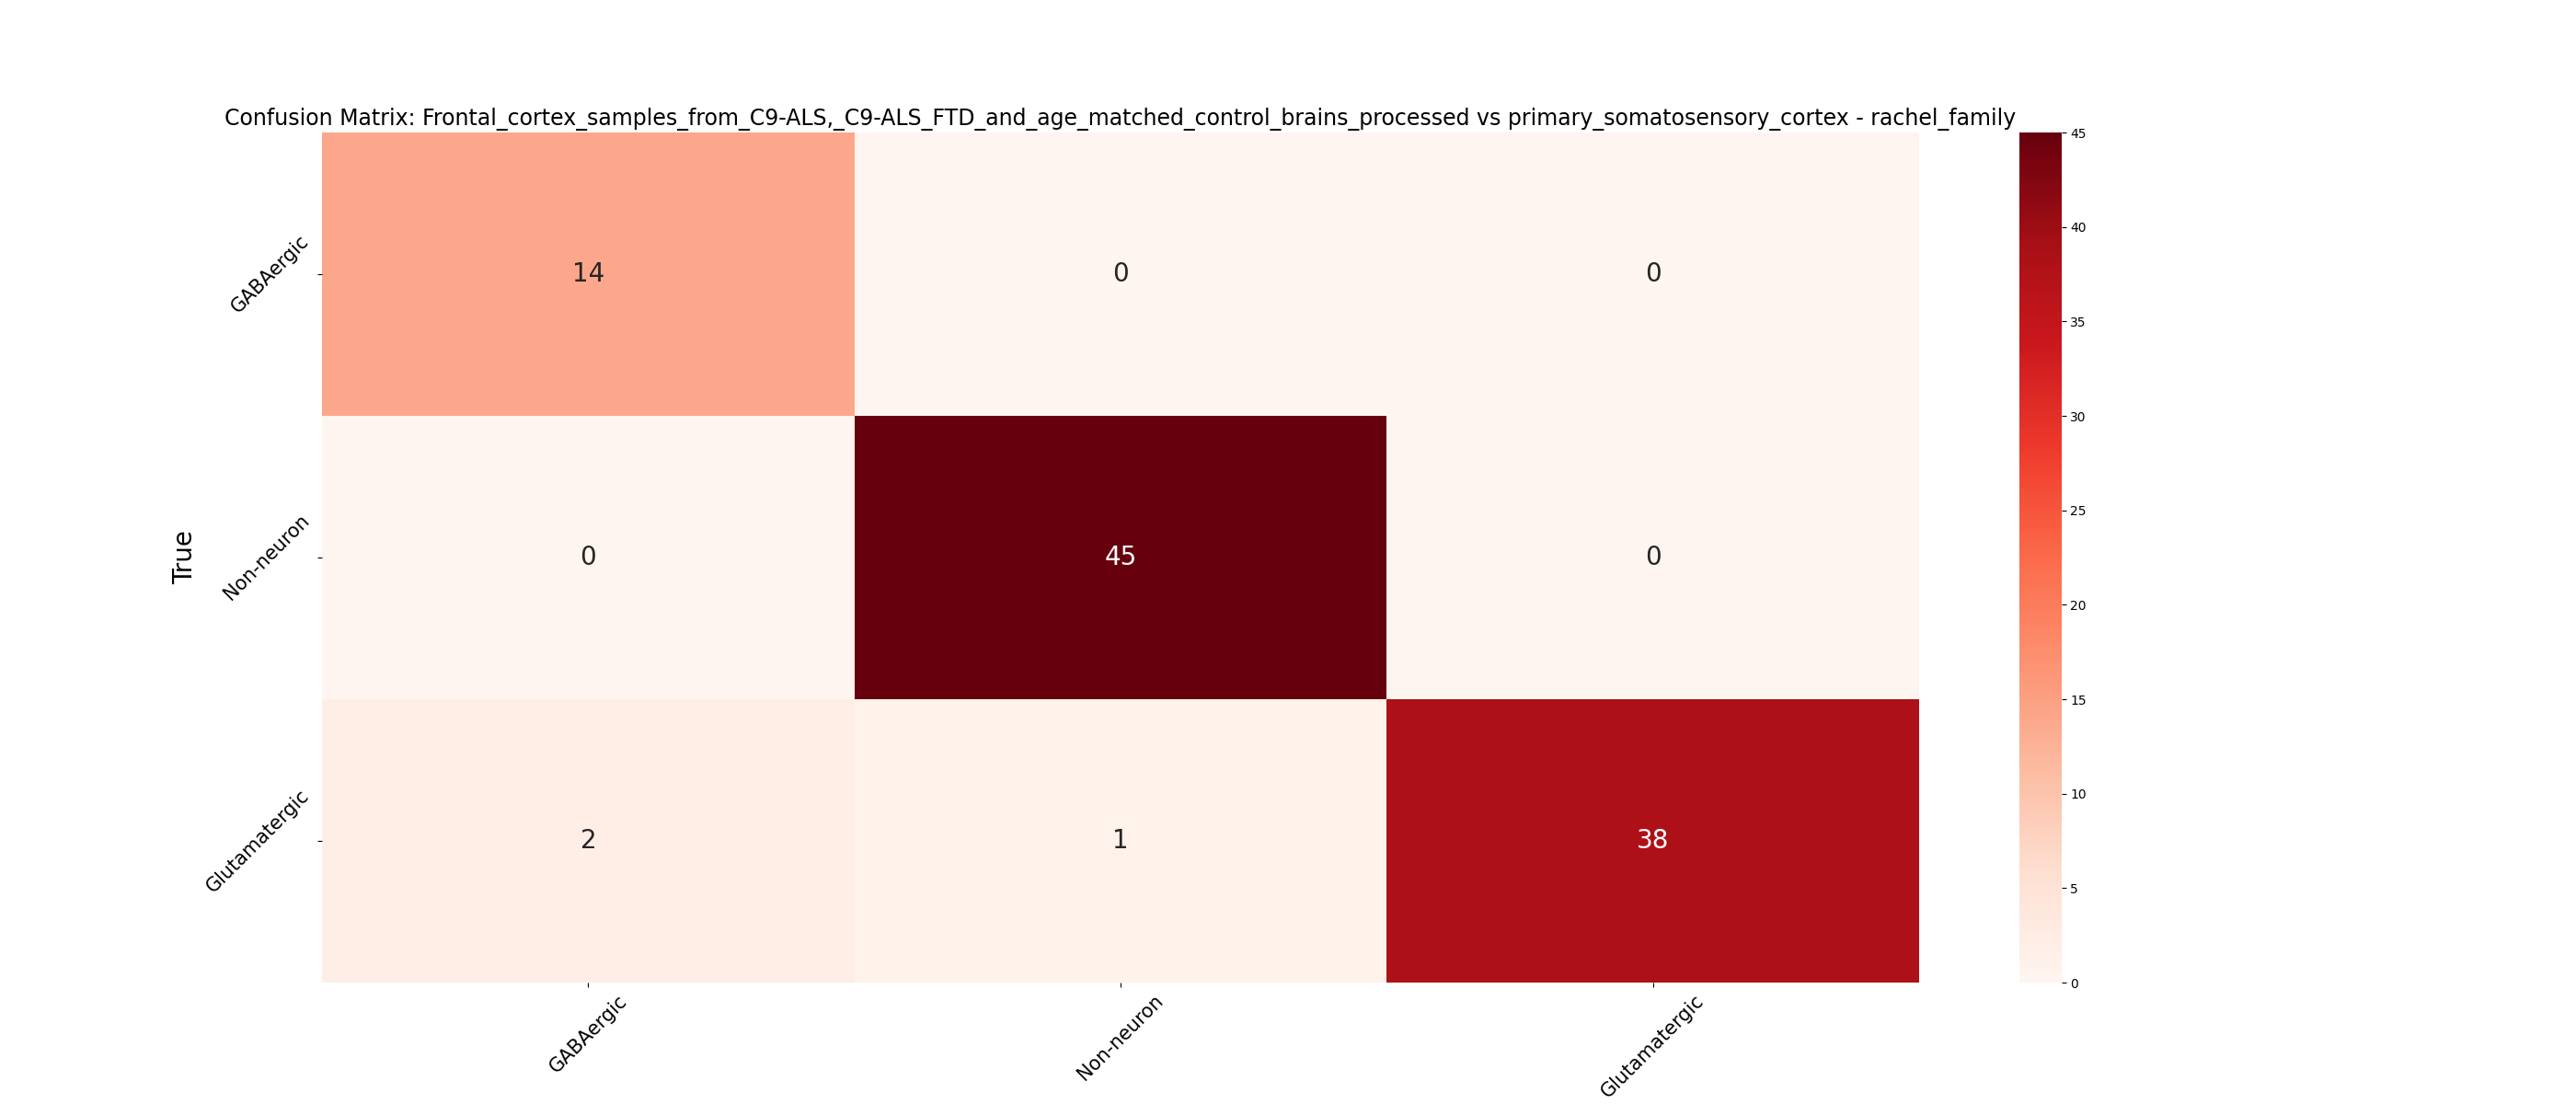 Confusion Matrix: Frontal_cortex_samples_from_C9-ALS,_C9-ALS_FTD_and_age_matched_control_brains_processed vs primary_somatosensory_cortex - rachel_family
True
GABAergic
14
0
0
Non-neuron
0
45
0
Glutamatergic
2
1
38
GABAergic
Non-neuron
Glutamatergic
45
40
35
30
25
20
15
10
5
0